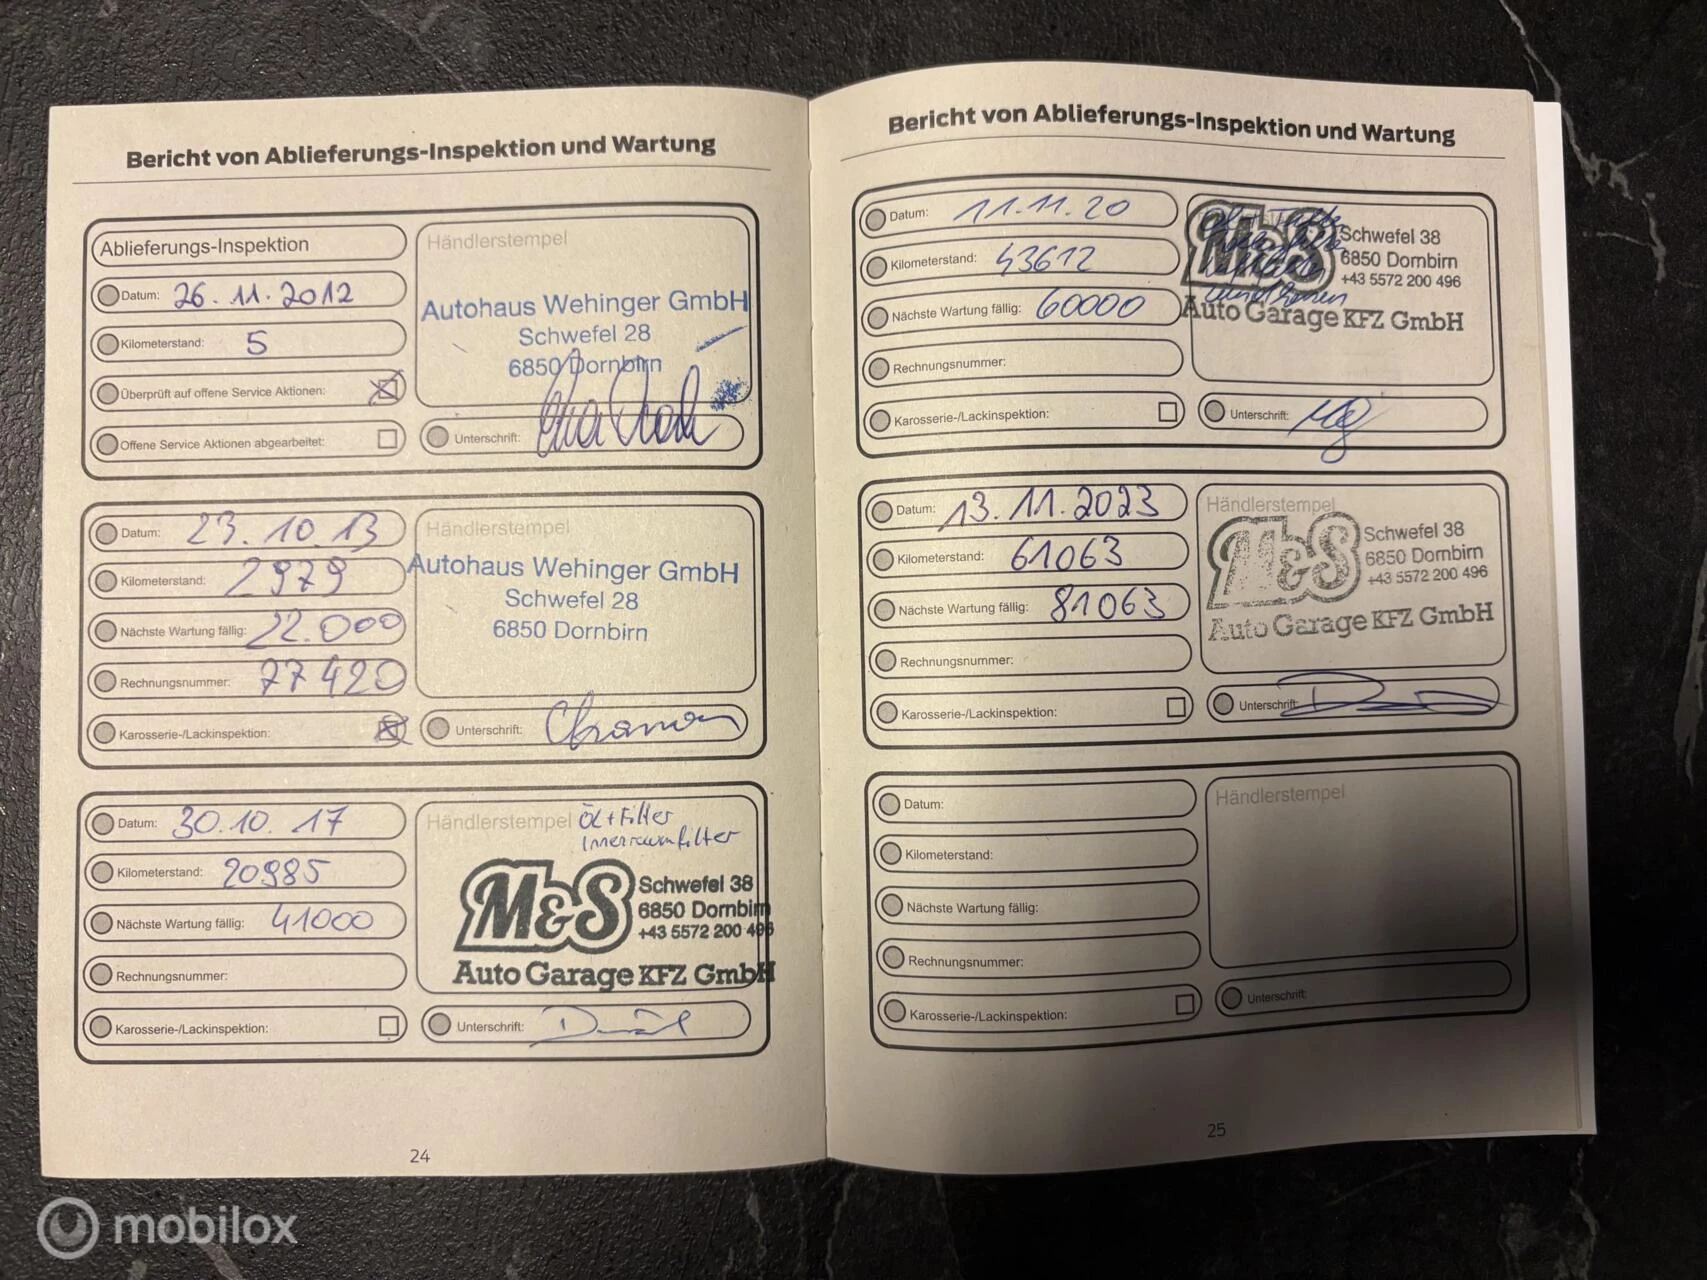 Bericht von Ablieferungs-Inspektion und Wartung
Ablieferungs-Inspektion
Datum: 26.11.2012
Kilometerstand: 5
Überprüft auf offene Service Aktionen:
Offene Service Aktionen abgearbeitet:
Händlerstempel
Autohaus Wehinger GmbH
Schwefel 28
6850 Dornbirn
Unterschrift:
Datum: 23.10.13
Kilometerstand: 2979
Nächste Wartung fällig: 22.000
Rechnungsnummer: 77420
Karosserie-/Lackinspektion:
Händlerstempel
Autohaus Wehinger GmbH
Schwefel 28
6850 Dornbirn
Unterschrift:
Datum: 30.10.17
Kilometerstand: 20985
Nächste Wartung fällig: 41000
Rechnungsnummer:
Karosserie-/Lackinspektion:
Händlerstempel Öl+Filter
Innenraumfilter
M&S Schwefel 38
6850 Dornbirn
+43 5572 200 496
Auto Garage KFZ GmbH
Unterschrift:
24
Bericht von Ablieferungs-Inspektion und Wartung
Datum: 11.11.20
Kilometerstand: 43612
Nächste Wartung fällig: 60000
Rechnungsnummer:
Karosserie-/Lackinspektion:
M&S Schwefel 38
6850 Dornbirn
+43 5572 200 496
Auto Garage KFZ GmbH
Unterschrift:
Datum: 13.11.2023
Kilometerstand: 61063
Nächste Wartung fällig: 81063
Rechnungsnummer:
Karosserie-/Lackinspektion:
Händlerstempel
M&S Schwefel 38
6850 Dornbirn
+43 5572 200 496
Auto Garage KFZ GmbH
Unterschrift:
Datum:
Kilometerstand:
Nächste Wartung fällig:
Rechnungsnummer:
Karosserie-/Lackinspektion:
Händlerstempel
Unterschrift:
25
mobilox